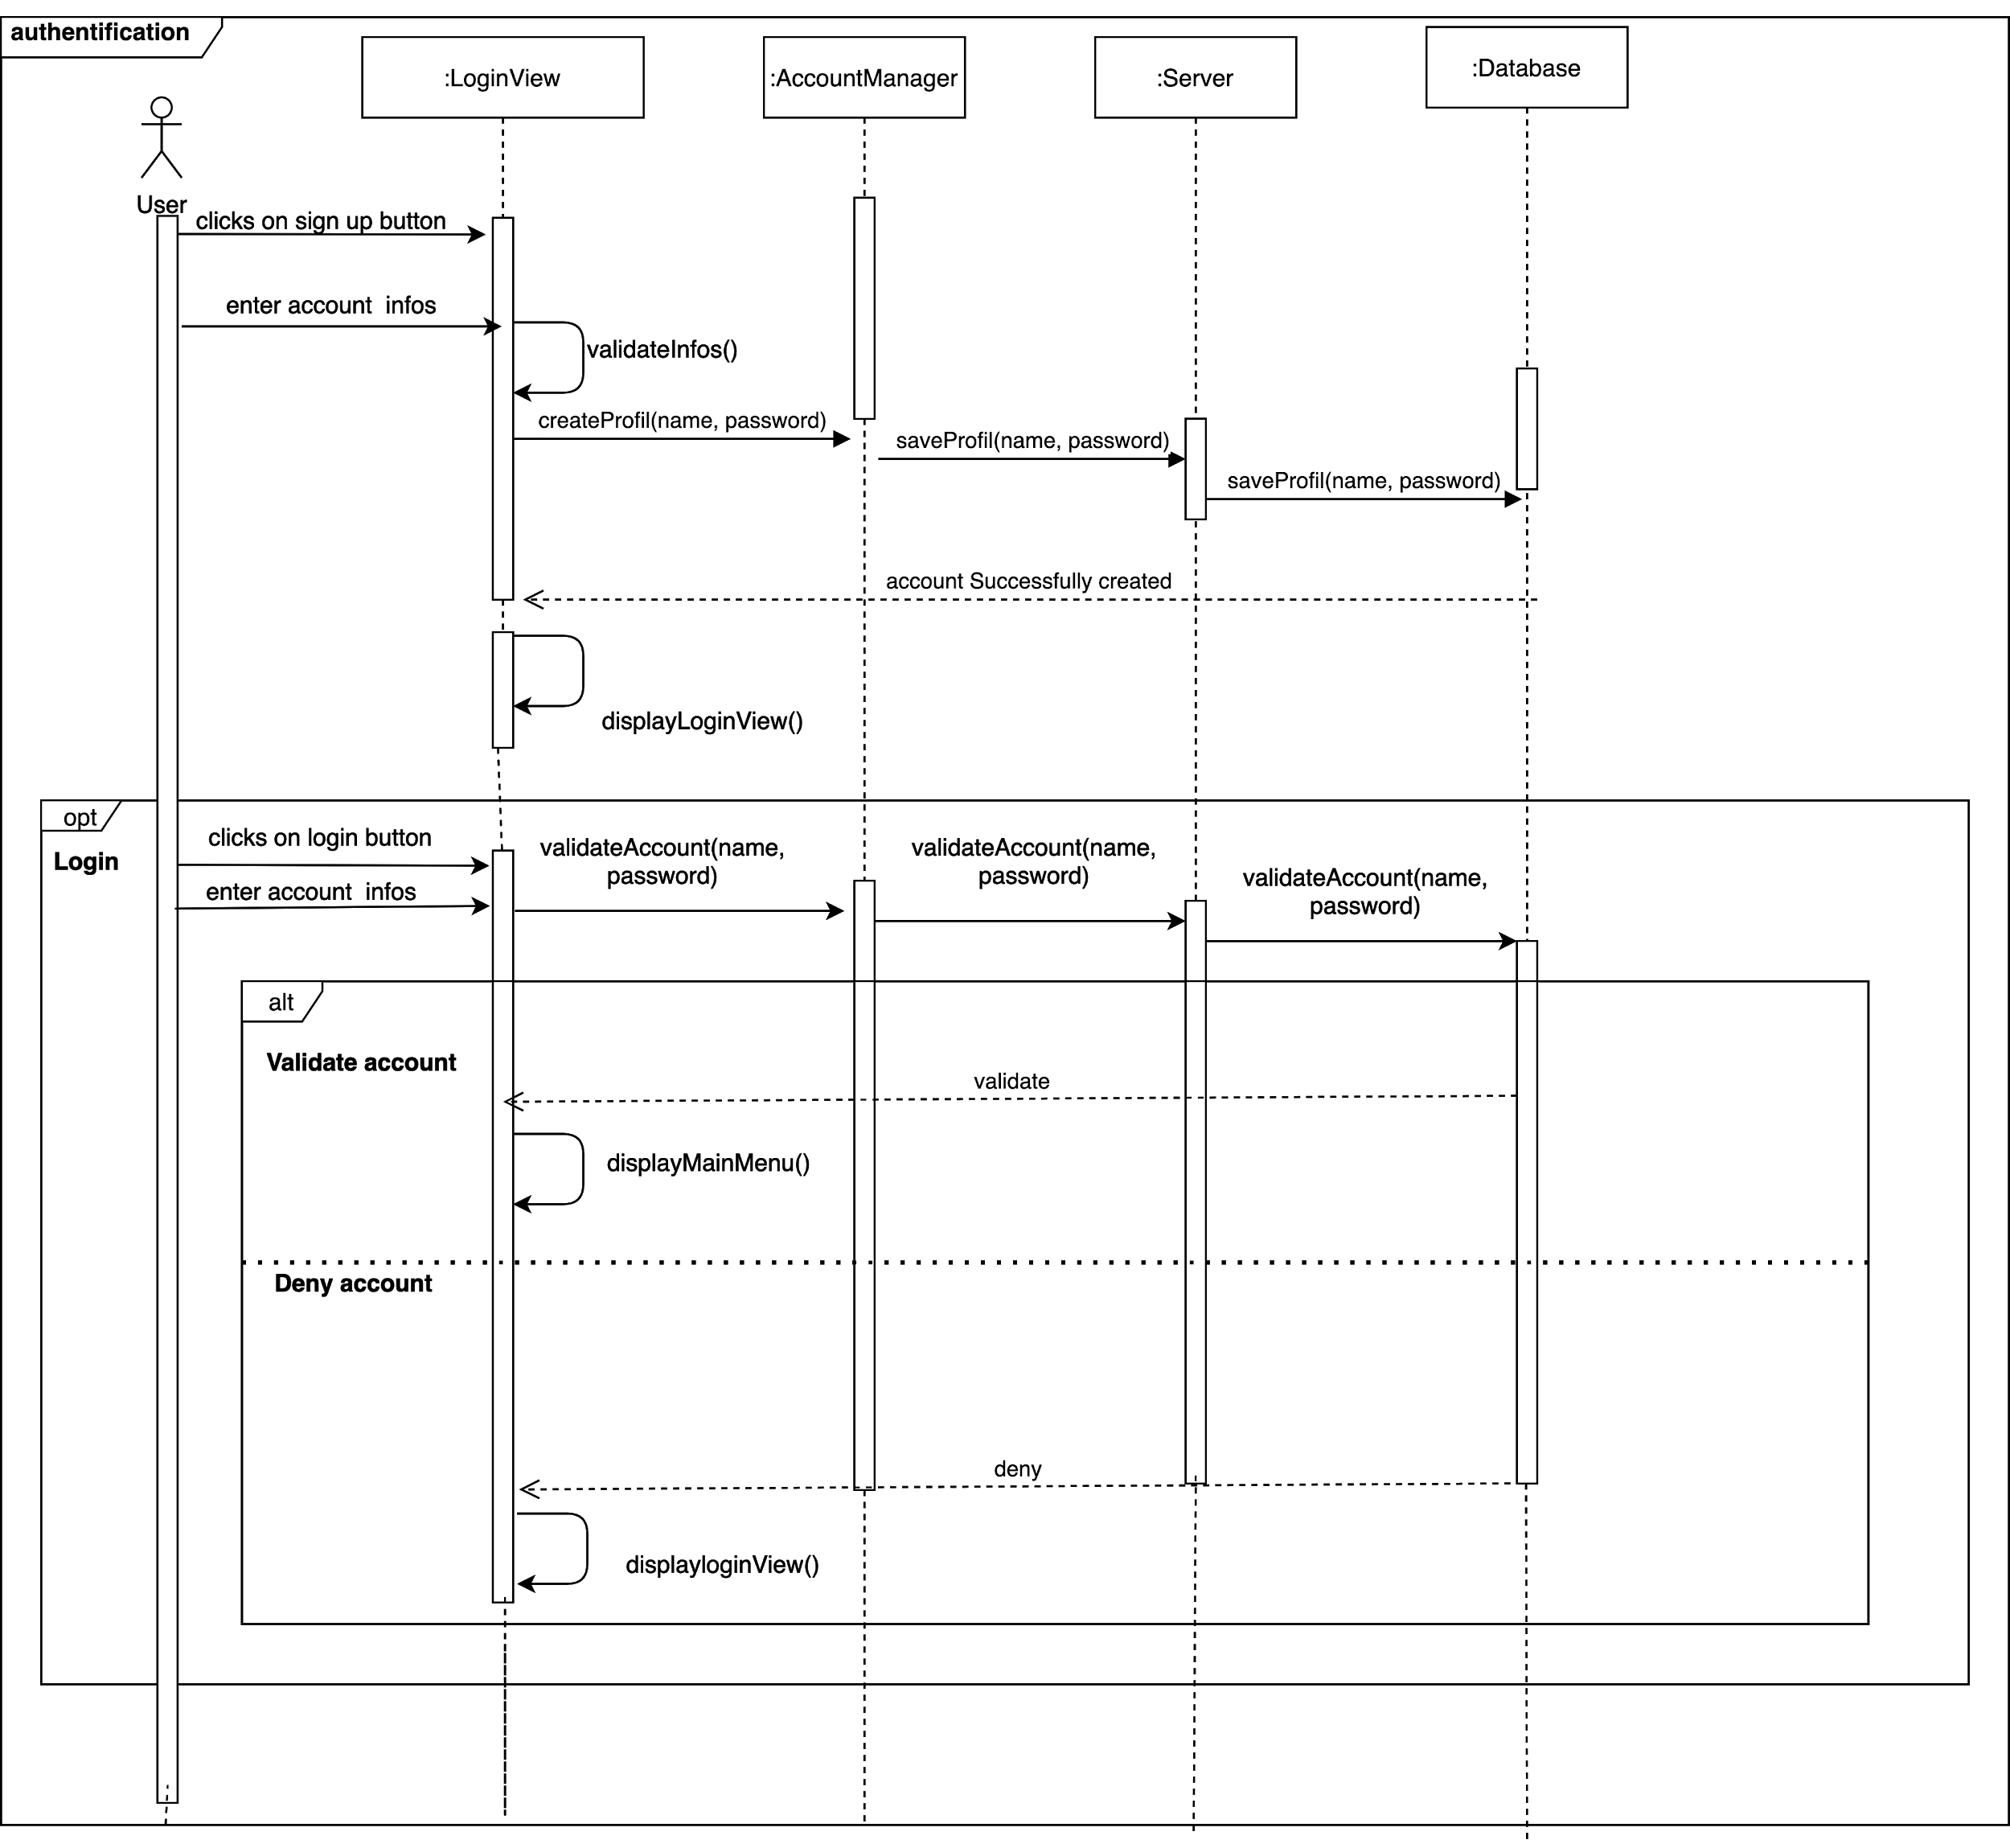 authentification
:LoginView
:AccountManager
:Server
:Database
User
clicks on sign up button
enter account  infos
validateInfos()
createProfil(name, password)
saveProfil(name, password)
saveProfil(name, password)
account Successfully created
displayLoginView()
opt
Login
clicks on login button
enter account  infos
validateAccount(name,
password)
validateAccount(name,
password)
validateAccount(name,
password)
alt
Validate account
validate
displayMainMenu()
Deny account
deny
displayloginView()